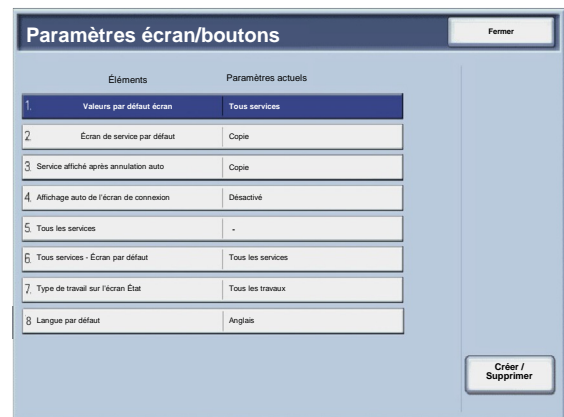 Paramètres écran/boutons
Fermer
Éléments
Paramètres actuels
1. Valeurs par défaut écran Tous services
2 Écran de service par défaut Copie
3. Service affiché après annulation auto Copie
4. Affichage auto de l'écran de connexion Désactivé
5. Tous les services -
6. Tous services - Écran par défaut Tous les services
7. Type de travail sur l'écran État Tous les travaux
8 Langue par défaut Anglais
Créer /
Supprimer